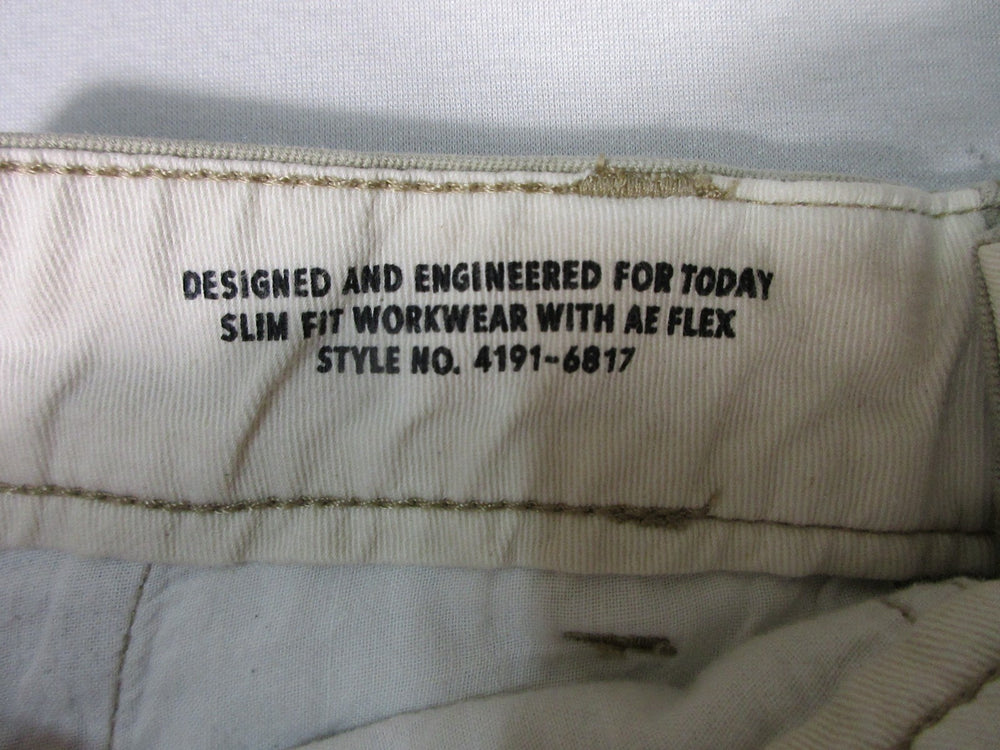 DESIGNED AND ENGINEERED FOR TODAY
SLIM FIT WORKWEAR WITH AE FLEX
STYLE NO. 4191-6817